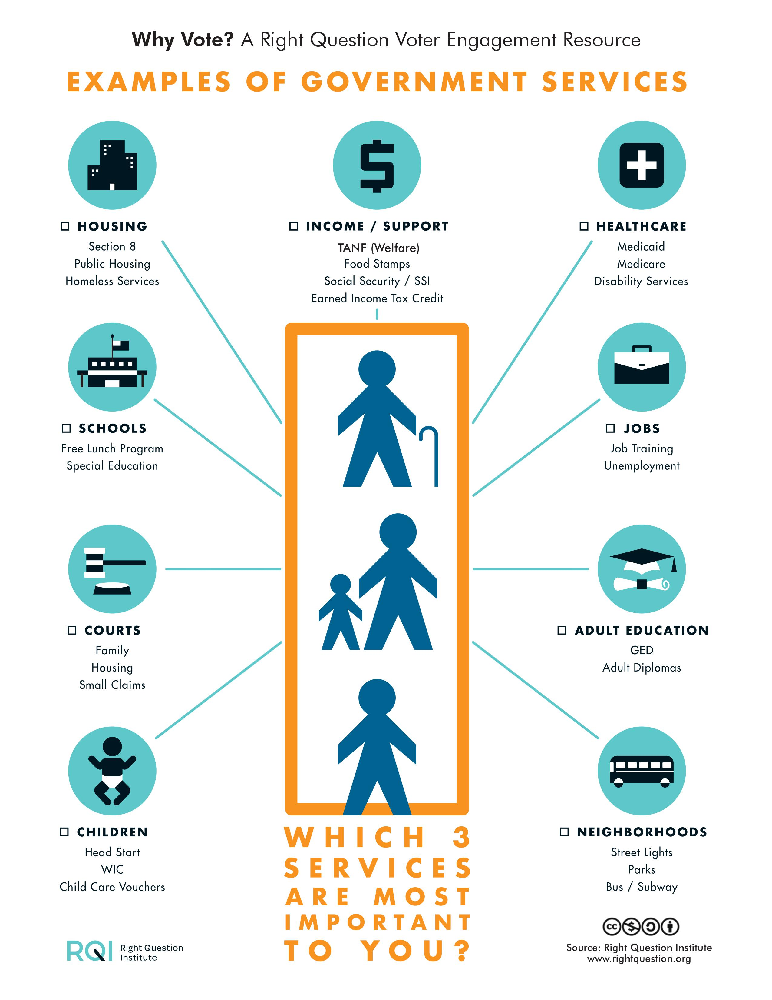 Why Vote? A Right Question Voter Engagement Resource
EXAMPLES OF GOVERNMENT SERVICES
HOUSING
Section 8
Public Housing
Homeless Services
INCOME / SUPPORT
TANF (Welfare)
Food Stamps
Social Security / SSI
Earned Income Tax Credit
HEALTHCARE
Medicaid
Medicare
Disability Services
SCHOOLS
Free Lunch Program
Special Education
JOBS
Job Training
Unemployment
COURTS
Family
Housing
Small Claims
ADULT EDUCATION
GED
Adult Diplomas
CHILDREN
Head Start
WIC
Child Care Vouchers
NEIGHBORHOODS
Street Lights
Parks
Bus / Subway
WHICH 3
SERVICES
ARE MOST
IMPORTANT
TO YOU?
RQI
Right Question
Institute
cc
Source: Right Question Institute
www.rightquestion.org